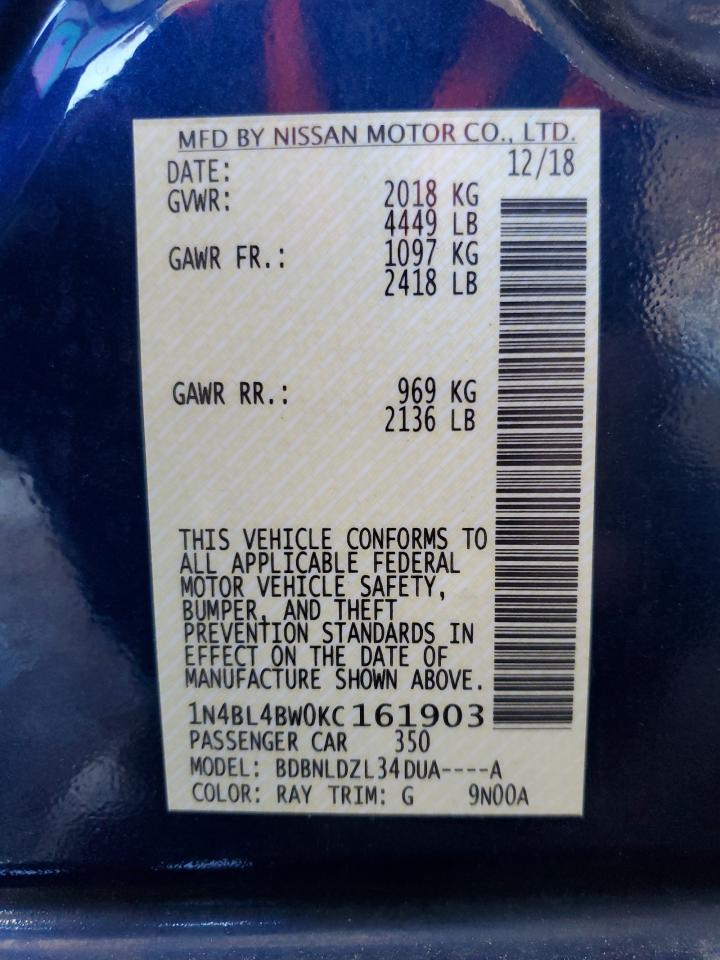 MFD BY NISSAN MOTOR CO., LTD.
DATE: 12/18
GVWR: 2018 KG
4449 LB
GAWR FR.: 1097 KG
2418 LB
GAWR RR.: 969 KG
2136 LB
THIS VEHICLE CONFORMS TO
ALL APPLICABLE FEDERAL
MOTOR VEHICLE SAFETY,
BUMPER, AND THEFT
PREVENTION STANDARDS IN
EFFECT ON THE DATE OF
MANUFACTURE SHOWN ABOVE.
1N4BL4BW0KC161903
PASSENGER CAR 350
MODEL: BDBNLDZL34DUA----A
COLOR: RAY TRIM: G 9N00A